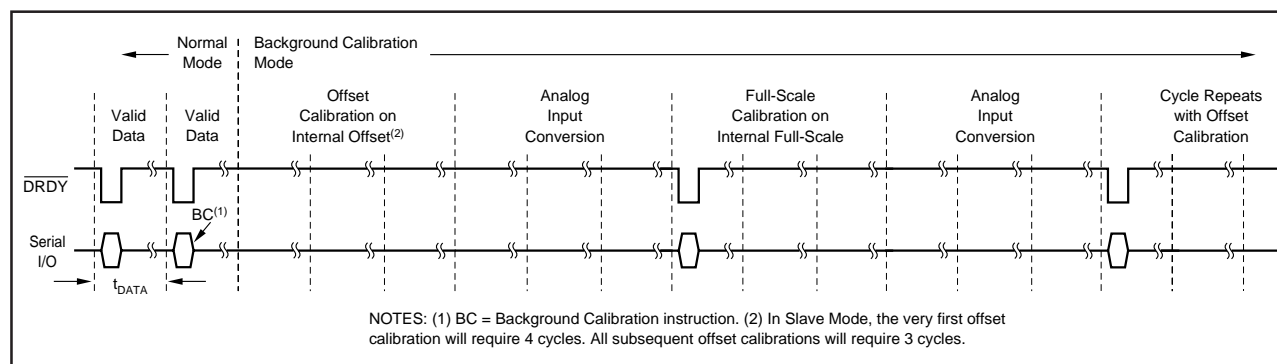 Normal Mode
Background Calibration Mode
Valid Data
Valid Data
Offset Calibration on Internal Offset(2)
Analog Input Conversion
Full-Scale Calibration on Internal Full-Scale
Analog Input Conversion
Cycle Repeats with Offset Calibration
DRDY
BC(1)
Serial I/O
tDATA
NOTES: (1) BC = Background Calibration instruction. (2) In Slave Mode, the very first offset
calibration will require 4 cycles. All subsequent offset calibrations will require 3 cycles.